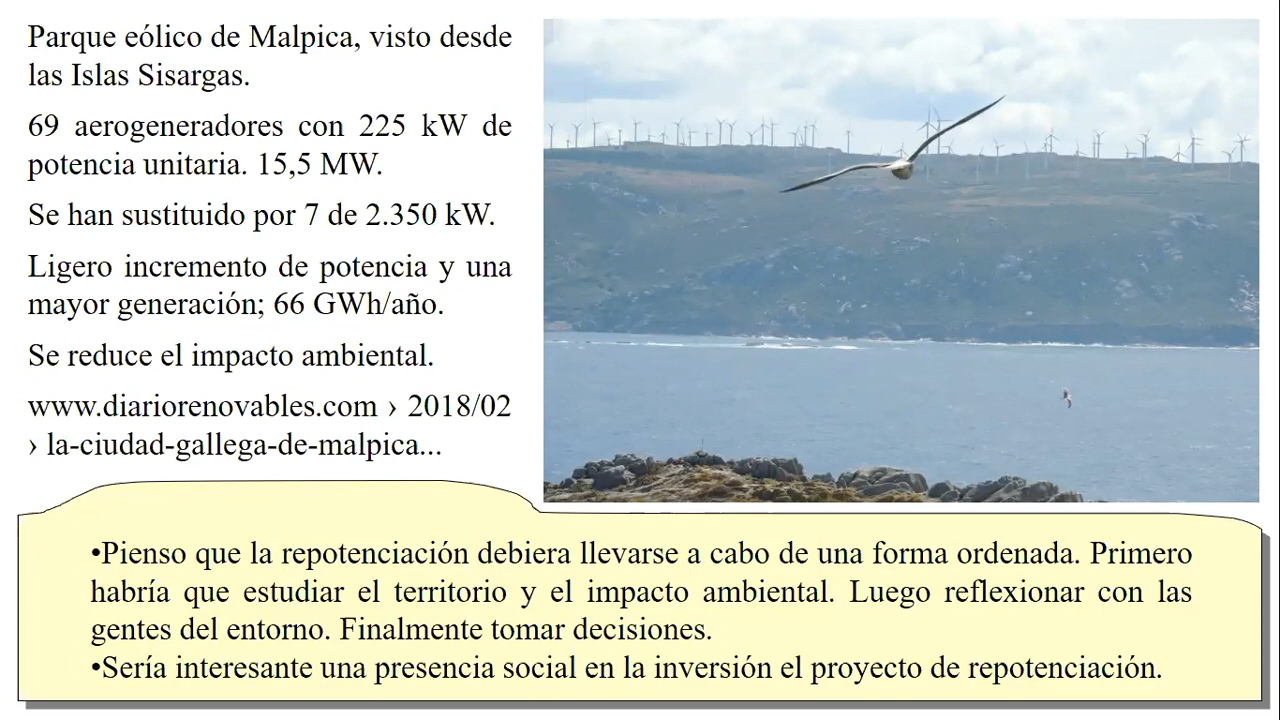 Parque eólico de Malpica, visto desde
las Islas Sisargas.
69 aerogeneradores con 225 kW de
potencia unitaria. 15,5 MW.
Se han sustituido por 7 de 2.350 kW.
Ligero incremento de potencia y una
mayor generación; 66 GWh/año.
Se reduce el impacto ambiental.
www.diariorenovables.com › 2018/02
› la-ciudad-gallega-de-malpica...
•Pienso que la repotenciación debiera llevarse a cabo de una forma ordenada. Primero
habría que estudiar el territorio y el impacto ambiental. Luego reflexionar con las
gentes del entorno. Finalmente tomar decisiones.
•Sería interesante una presencia social en la inversión el proyecto de repotenciación.